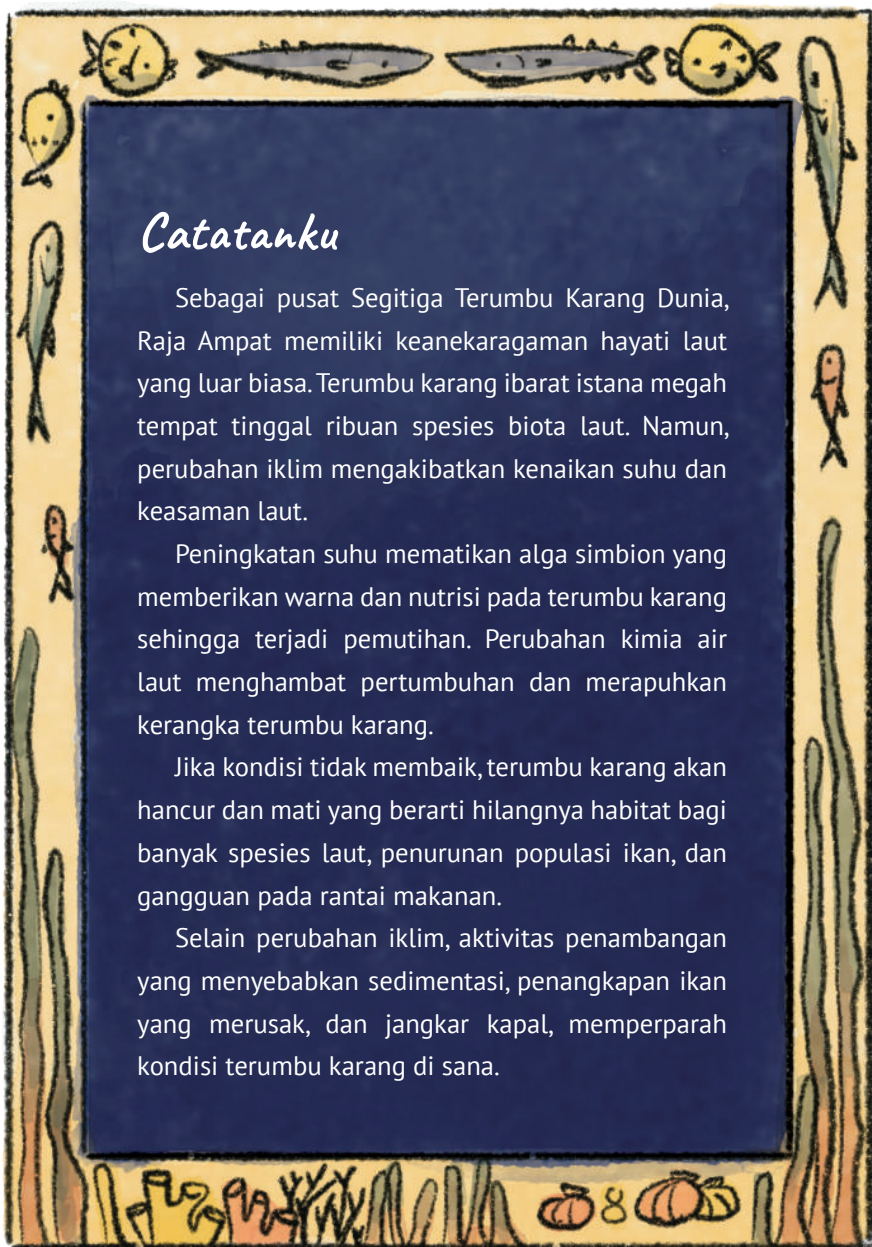 Catatanku
Sebagai pusat Segitiga Terumbu Karang Dunia,
Raja Ampat memiliki keanekaragaman hayati laut
yang luar biasa. Terumbu karang ibarat istana megah
tempat tinggal ribuan spesies biota laut. Namun,
perubahan iklim mengakibatkan kenaikan suhu dan
keasaman laut.
Peningkatan suhu mematikan alga simbion yang
memberikan warna dan nutrisi pada terumbu karang
sehingga terjadi pemutihan. Perubahan kimia air
laut menghambat pertumbuhan dan merapuhkan
kerangka terumbu karang.
Jika kondisi tidak membaik, terumbu karang akan
hancur dan mati yang berarti hilangnya habitat bagi
banyak spesies laut, penurunan populasi ikan, dan
gangguan pada rantai makanan.
Selain perubahan iklim, aktivitas penambangan
yang menyebabkan sedimentasi, penangkapan ikan
yang merusak, dan jangkar kapal, memperparah
kondisi terumbu karang di sana.
8